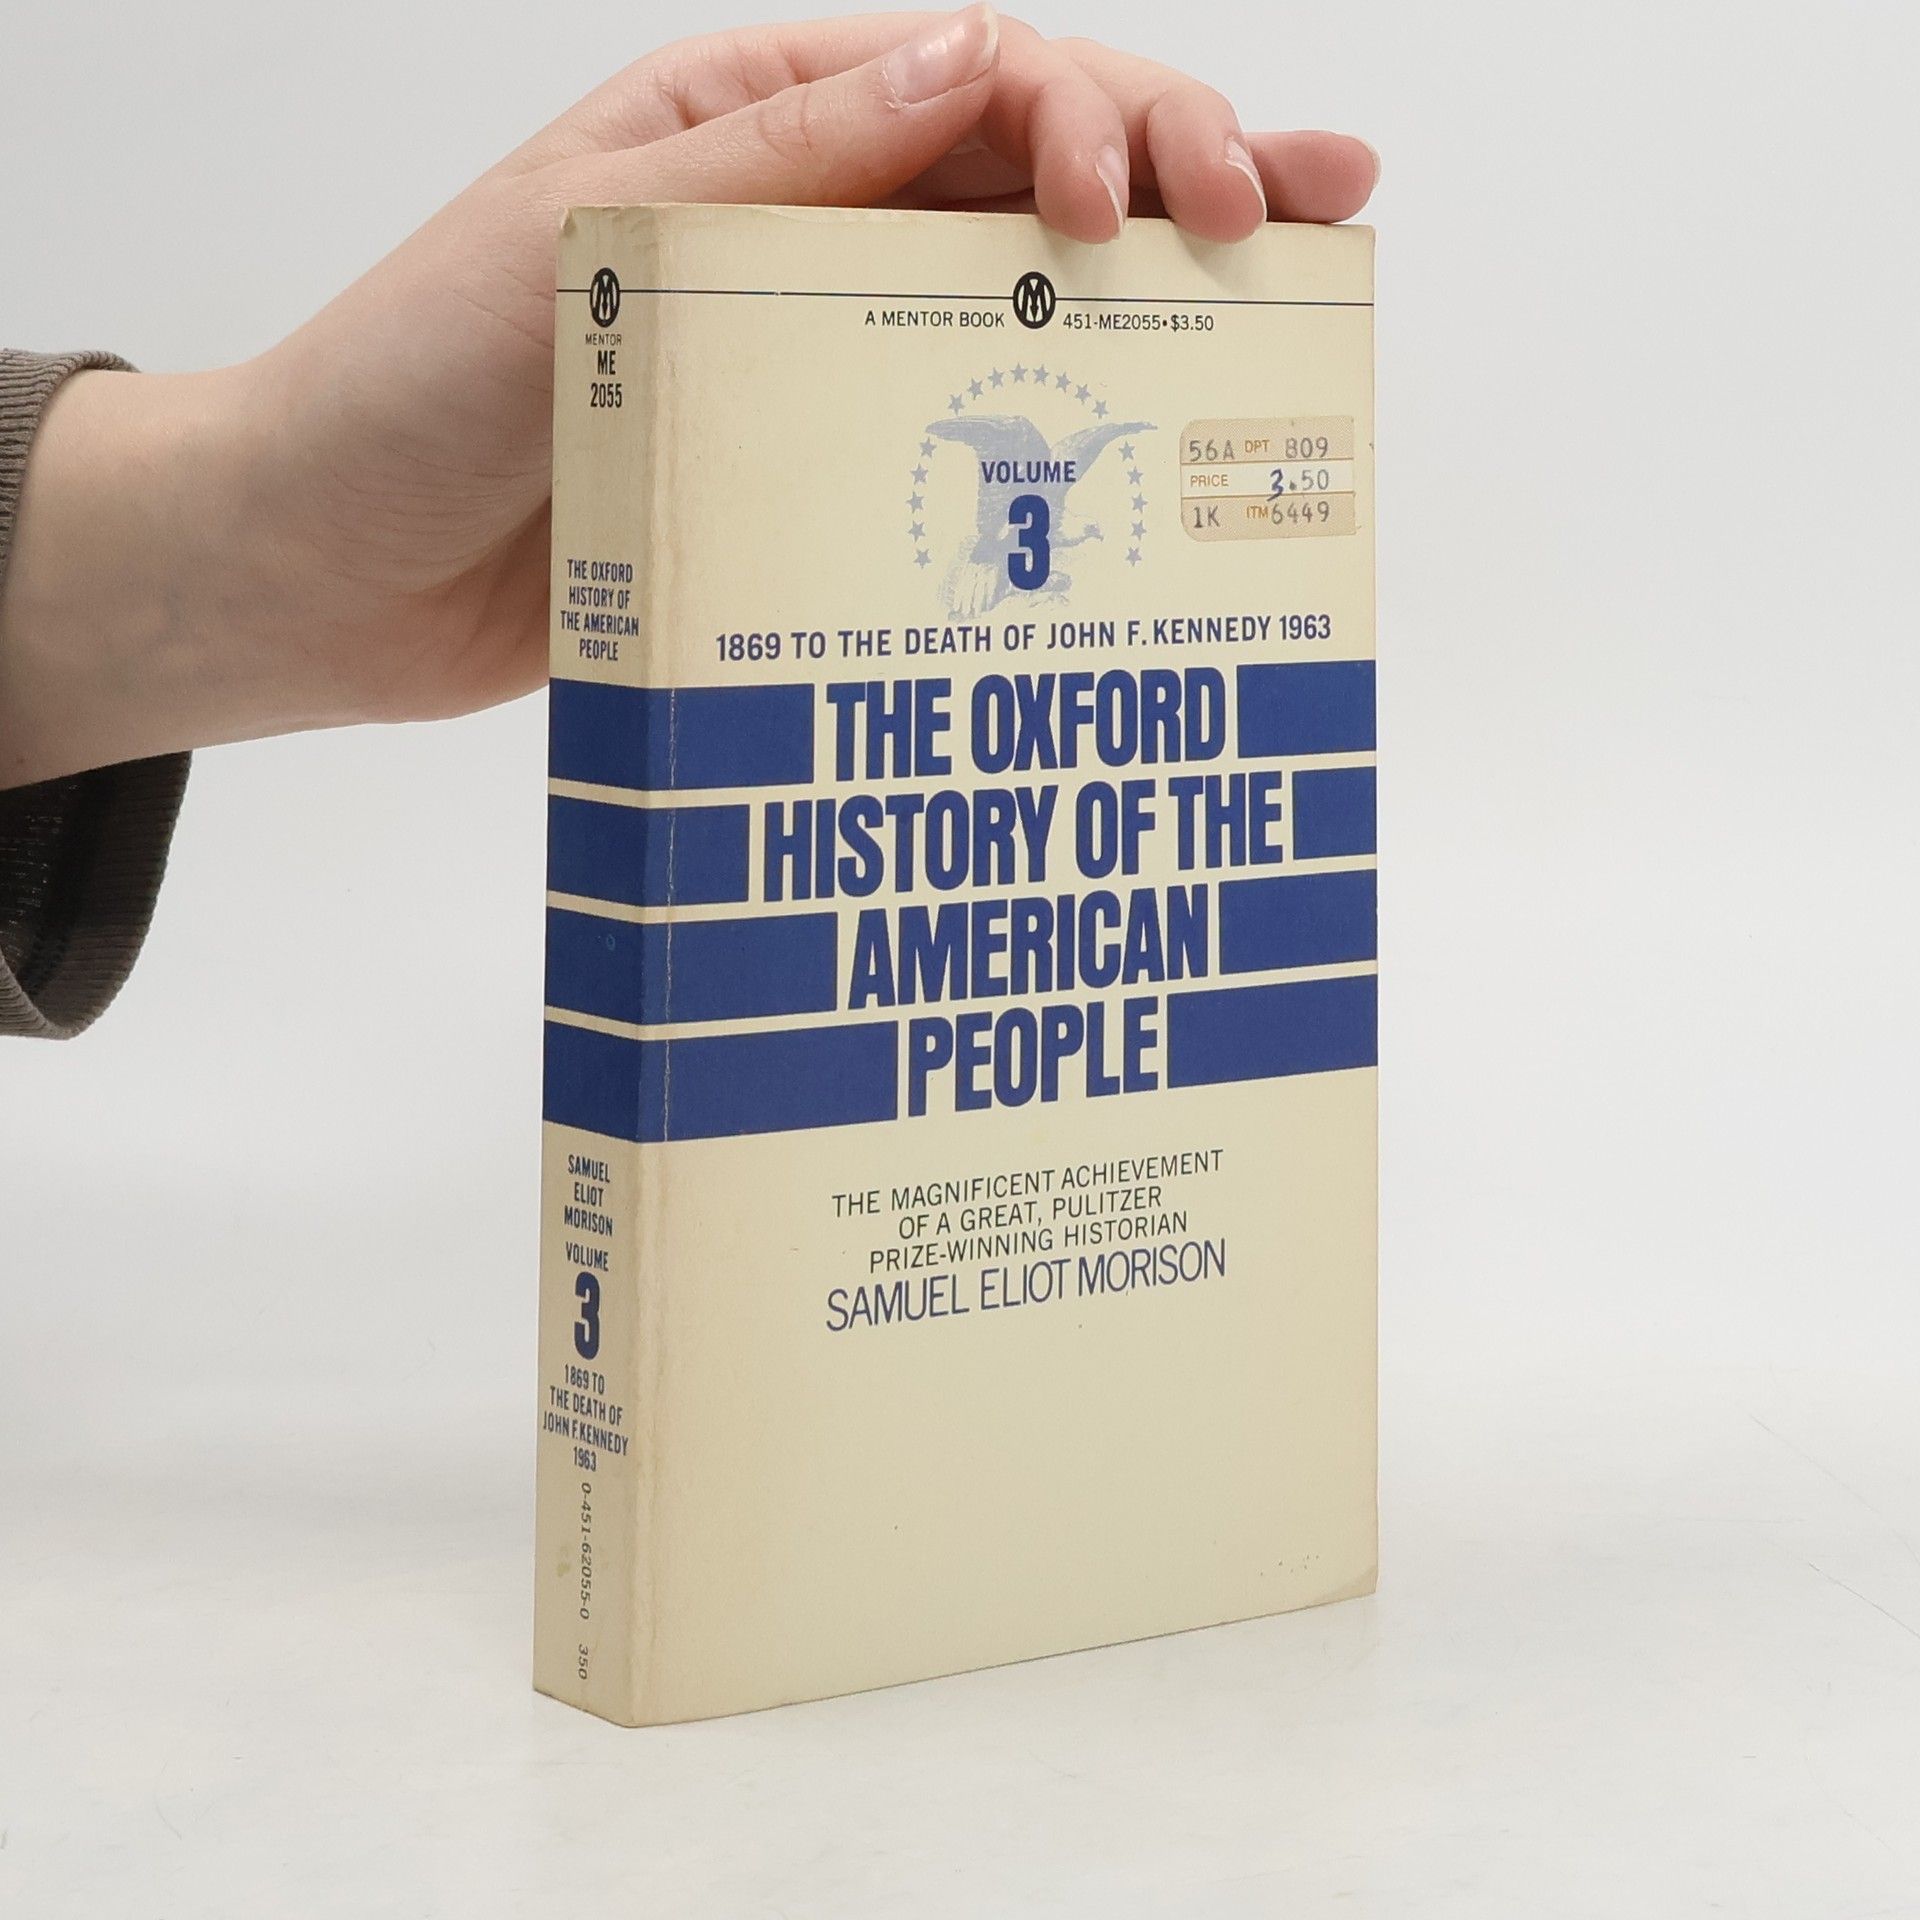 MENTOR
ME
2055
THE OXFORD
HISTORY OF
THE AMERICAN
PEOPLE
SAMUEL
ELIOT
MORISON
VOLUME
3
1869 TO
THE DEATH OF
JOHN F. KENNEDY
1963
0-451-62055-0 350
A MENTOR BOOK M 451-ME2055•$3.50
VOLUME
3
56A DPT 809
PRICE 3.50
1K ITM 6449
1869 TO THE DEATH OF JOHN F. KENNEDY 1963
THE OXFORD
HISTORY OF THE
AMERICAN
PEOPLE
THE MAGNIFICENT ACHIEVEMENT
OF A GREAT, PULITZER
PRIZE-WINNING HISTORIAN
SAMUEL ELIOT MORISON